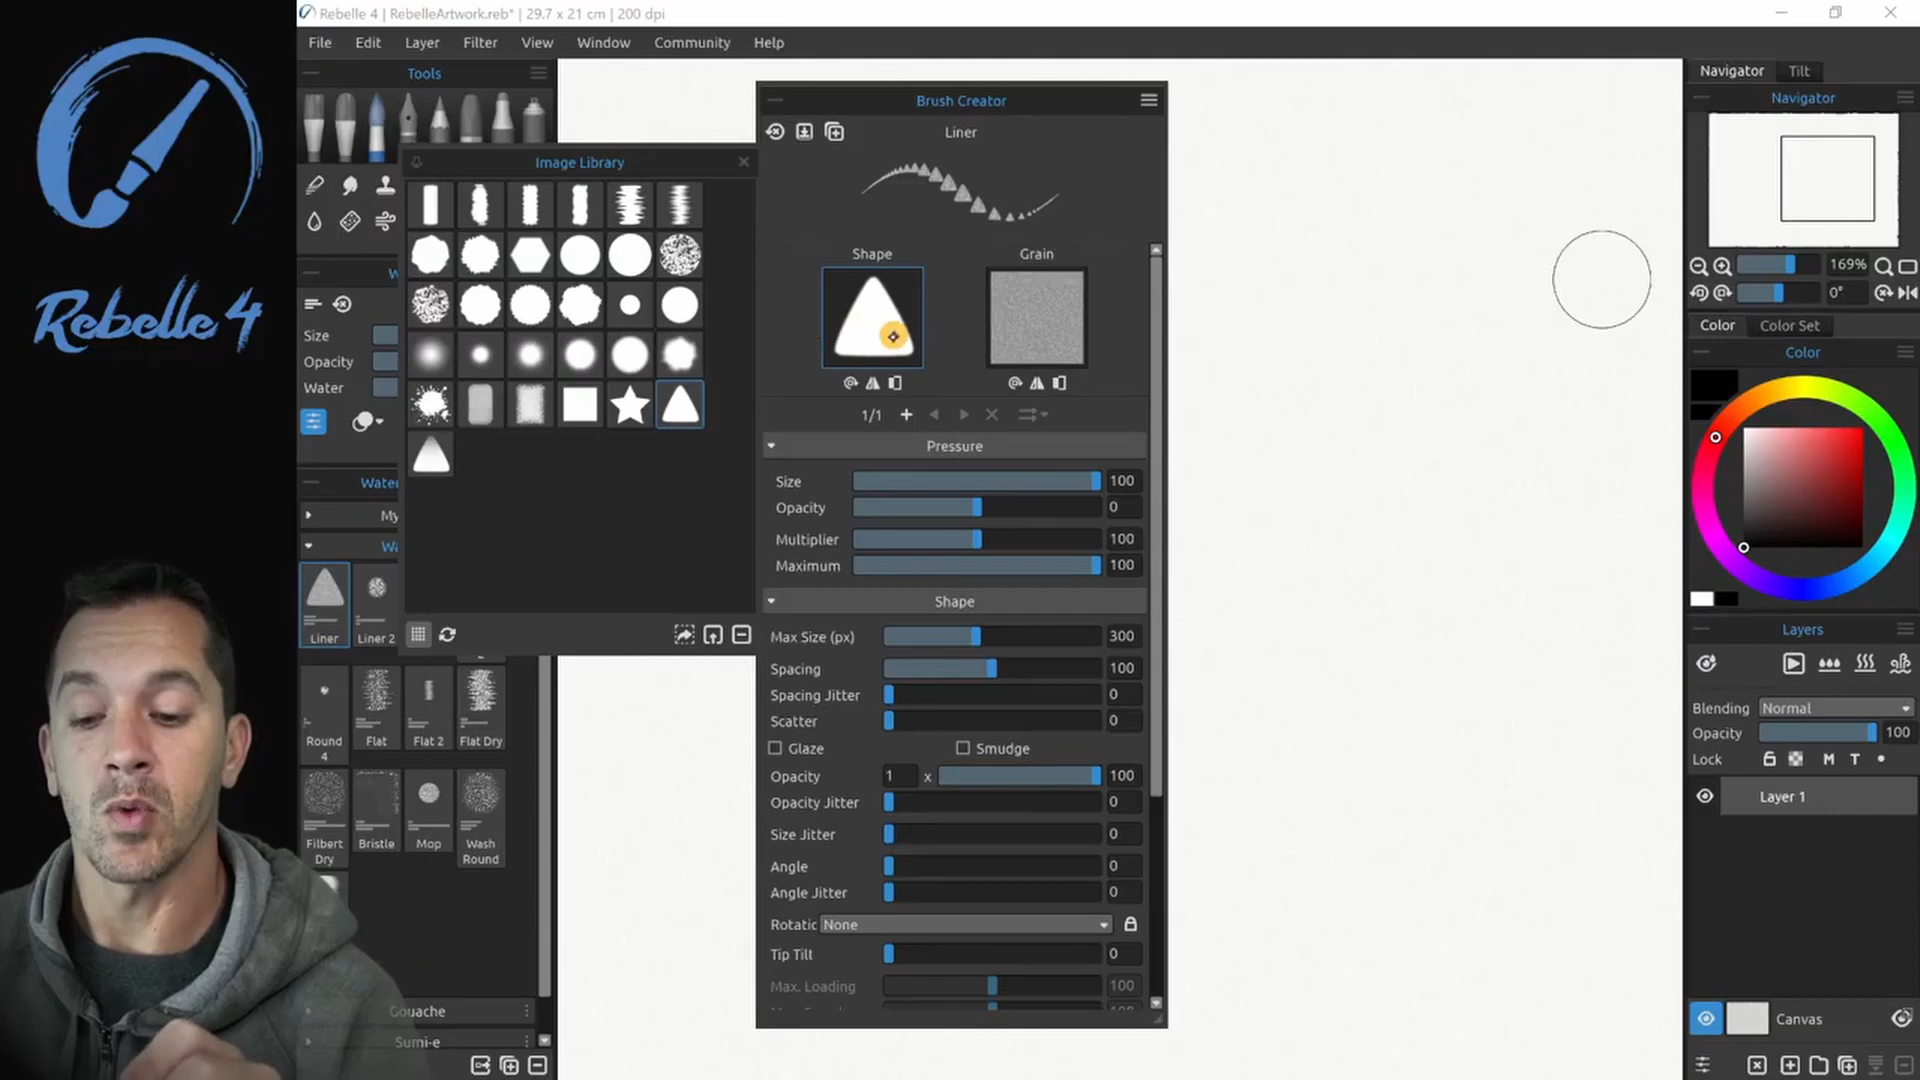 Rebelle 4
Rebelle 4 | RebelleArtwork.reb* | 29.7 x 21 cm | 200 dpi
File Edit Layer Filter View Window Community Help
Tools
Size
Opacity
Water
Water
My
Wa
Liner
Liner 2
2
Round 4
Flat
Flat 2
Flat Dry
Filbert Dry
Bristle
Mop
Wash Round
Gouache
Sumi-e
Image Library
Brush Creator
Liner
Shape
Grain
1/1
Pressure
Size 100
Opacity 0
Multiplier 100
Maximum 100
Shape
Max Size (px) 300
Spacing 100
Spacing Jitter 0
Scatter 0
Glaze Smudge
Opacity 1 x 100
Opacity Jitter 0
Size Jitter 0
Angle 0
Angle Jitter 0
Rotatic None
Tip Tilt 0
Max. Loading 100
Navigator Tilt
Navigator
169%
0°
Color Color Set
Color
Layers
Blending Normal
Opacity 100
Lock M T
Layer 1
Canvas